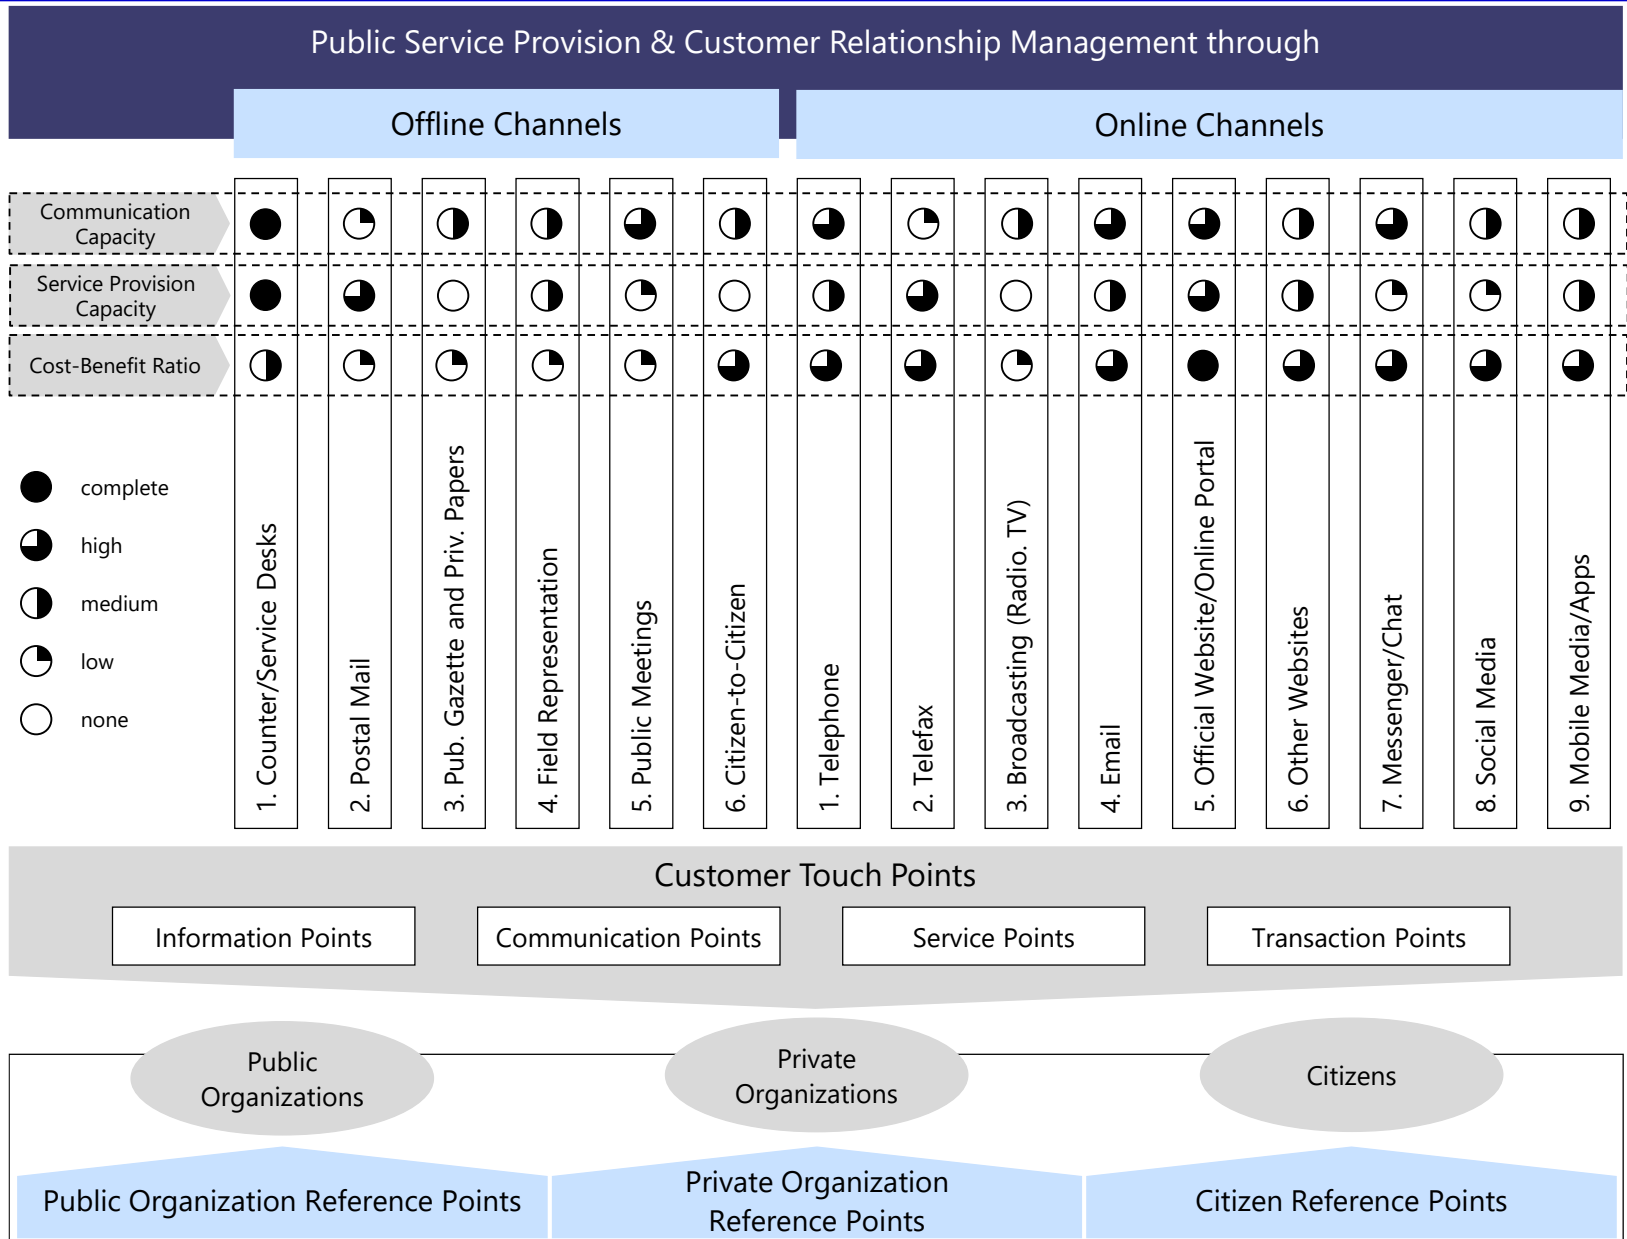 Public Service Provision & Customer Relationship Management through
Offline Channels
Online Channels
Communication
Capacity
Service Provision
Capacity
Cost-Benefit Ratio
complete
high
medium
low
none
1. Counter/Service Desks
2. Postal Mail
3. Pub. Gazette and Priv. Papers
4. Field Representation
5. Public Meetings
6. Citizen-to-Citizen
1. Telephone
2. Telefax
3. Broadcasting (Radio. TV)
4. Email
5. Official Website/Online Portal
6. Other Websites
7. Messenger/Chat
8. Social Media
9. Mobile Media/Apps
Customer Touch Points
Information Points
Communication Points
Service Points
Transaction Points
Public
Organizations
Private
Organizations
Citizens
Public Organization Reference Points
Private Organization
Reference Points
Citizen Reference Points